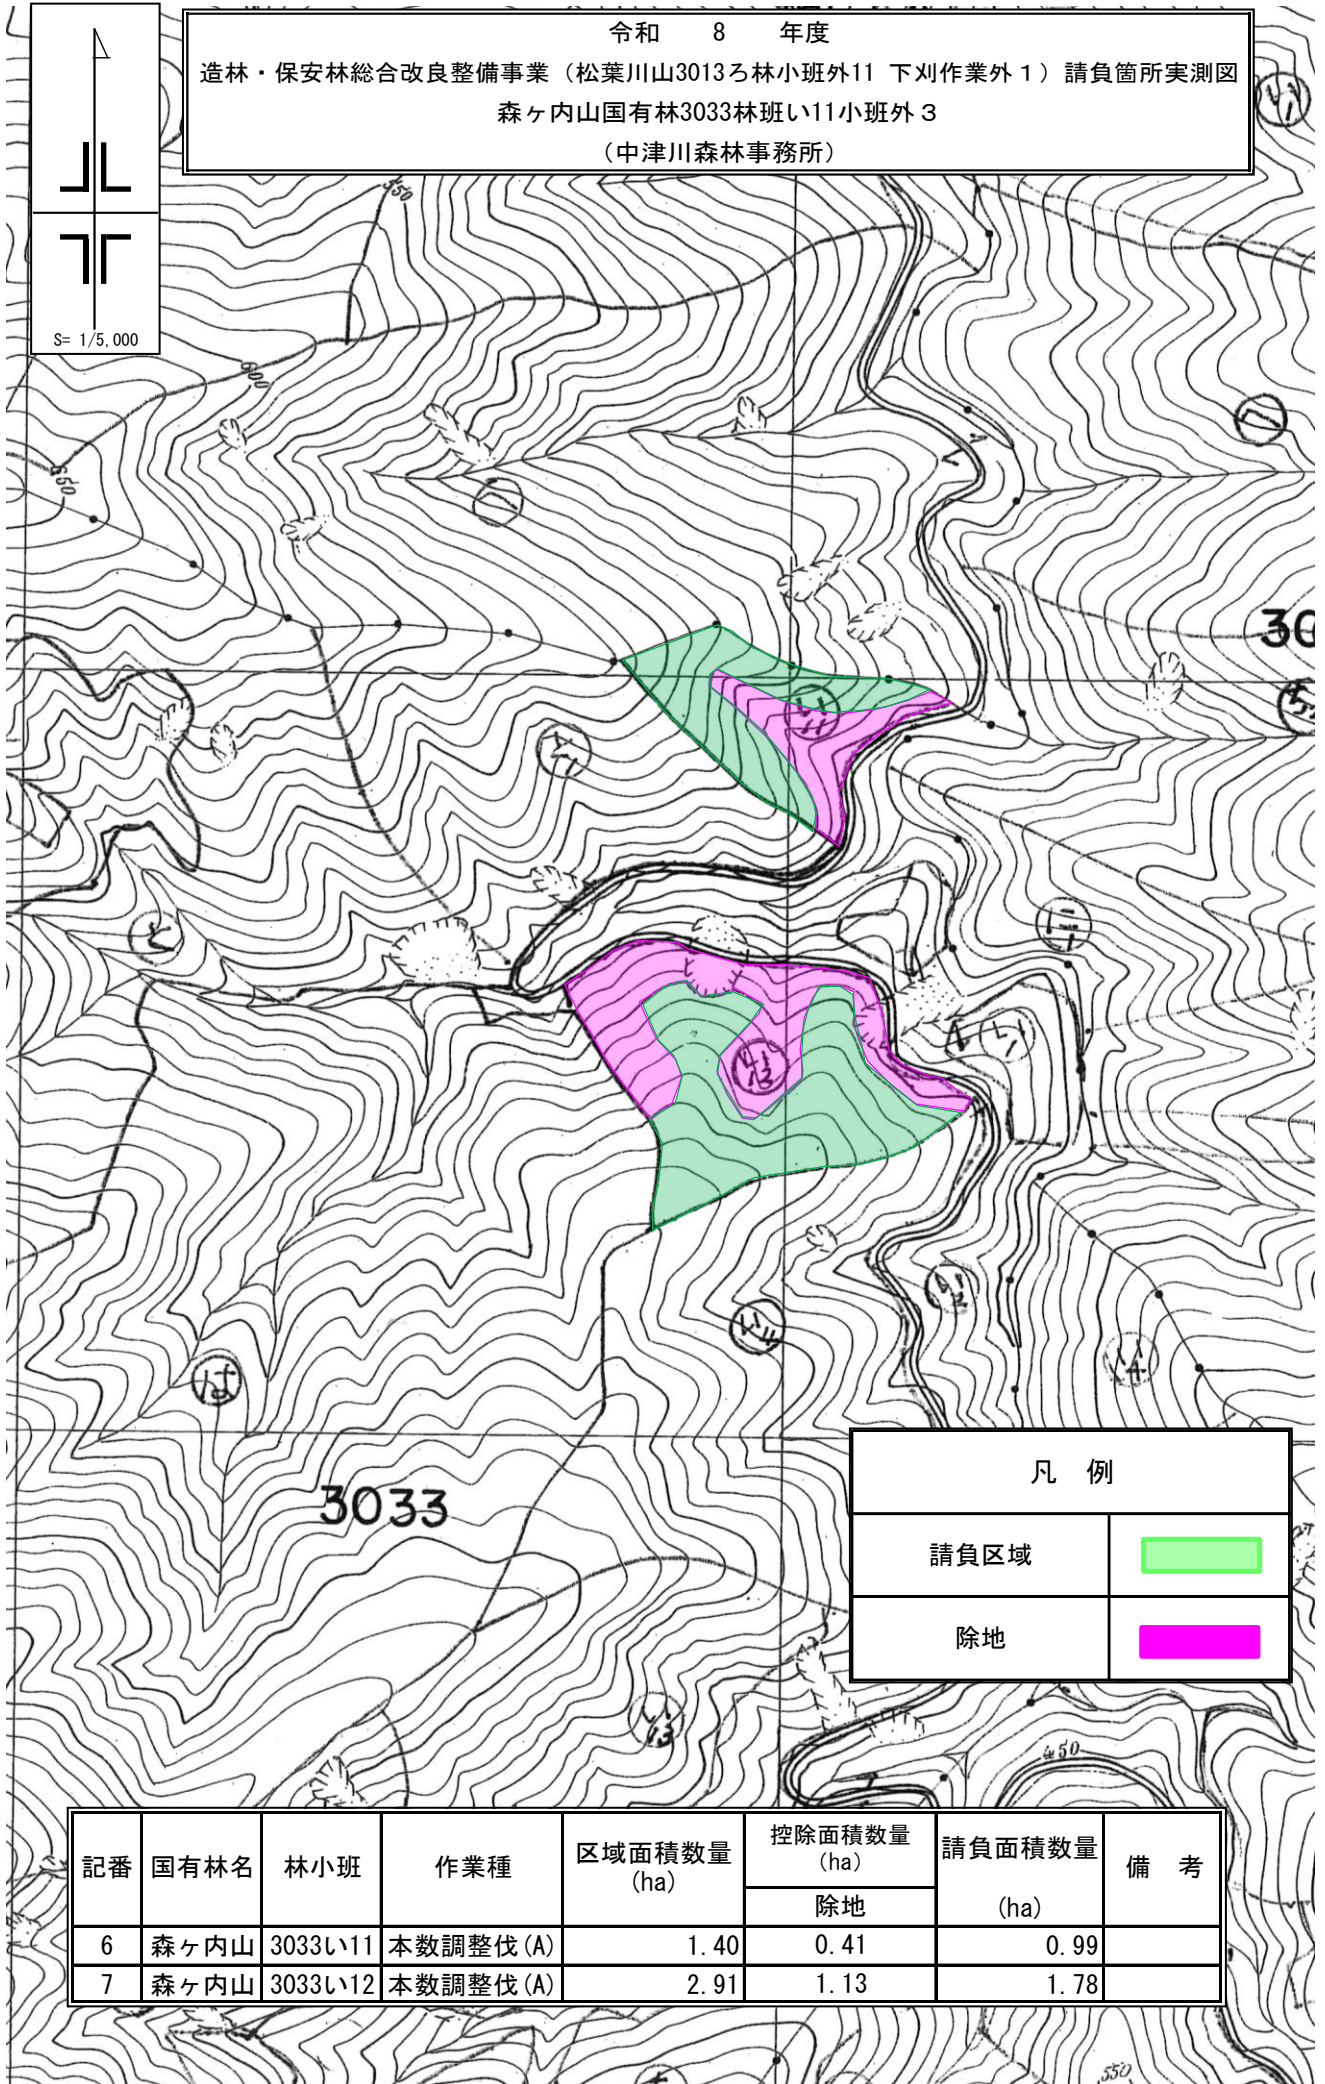 令和　8　年度
造林・保安林総合改良整備事業（松葉川山3013ろ林小班外11 下刈作業外１）請負箇所実測図
森ヶ内山国有林3033林班い11小班外３
（中津川森林事務所）
S= 1/5,000
550
600
650
30
3033
凡　例
請負区域
除地
450
記番 国有林名 林小班 作業種 区域面積数量(ha) 控除面積数量(ha) 除地 請負面積数量(ha) 備　考
6 森ヶ内山 3033い11 本数調整伐(A) 1.40 0.41 0.99
7 森ヶ内山 3033い12 本数調整伐(A) 2.91 1.13 1.78
550